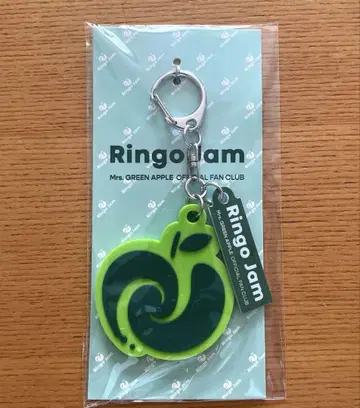 Ringo Jam
Mrs. GREEN APPLE OFFICIAL FAN CLUB
Ringo Jam
Mrs. GREEN APPLE OFFICIAL FAN CLUB